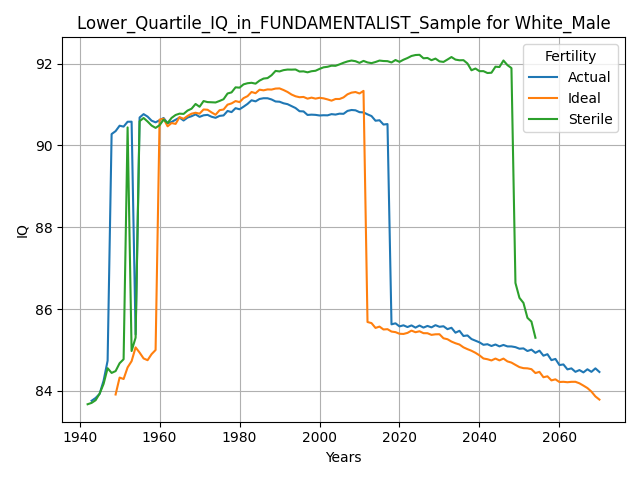 Lower_Quartile_IQ_in_FUNDAMENTALIST_Sample for White_Male
IQ
92
90
88
86
84
1940
1960
1980
2000
2020
2040
2060
Years
Fertility
Actual
Ideal
Sterile